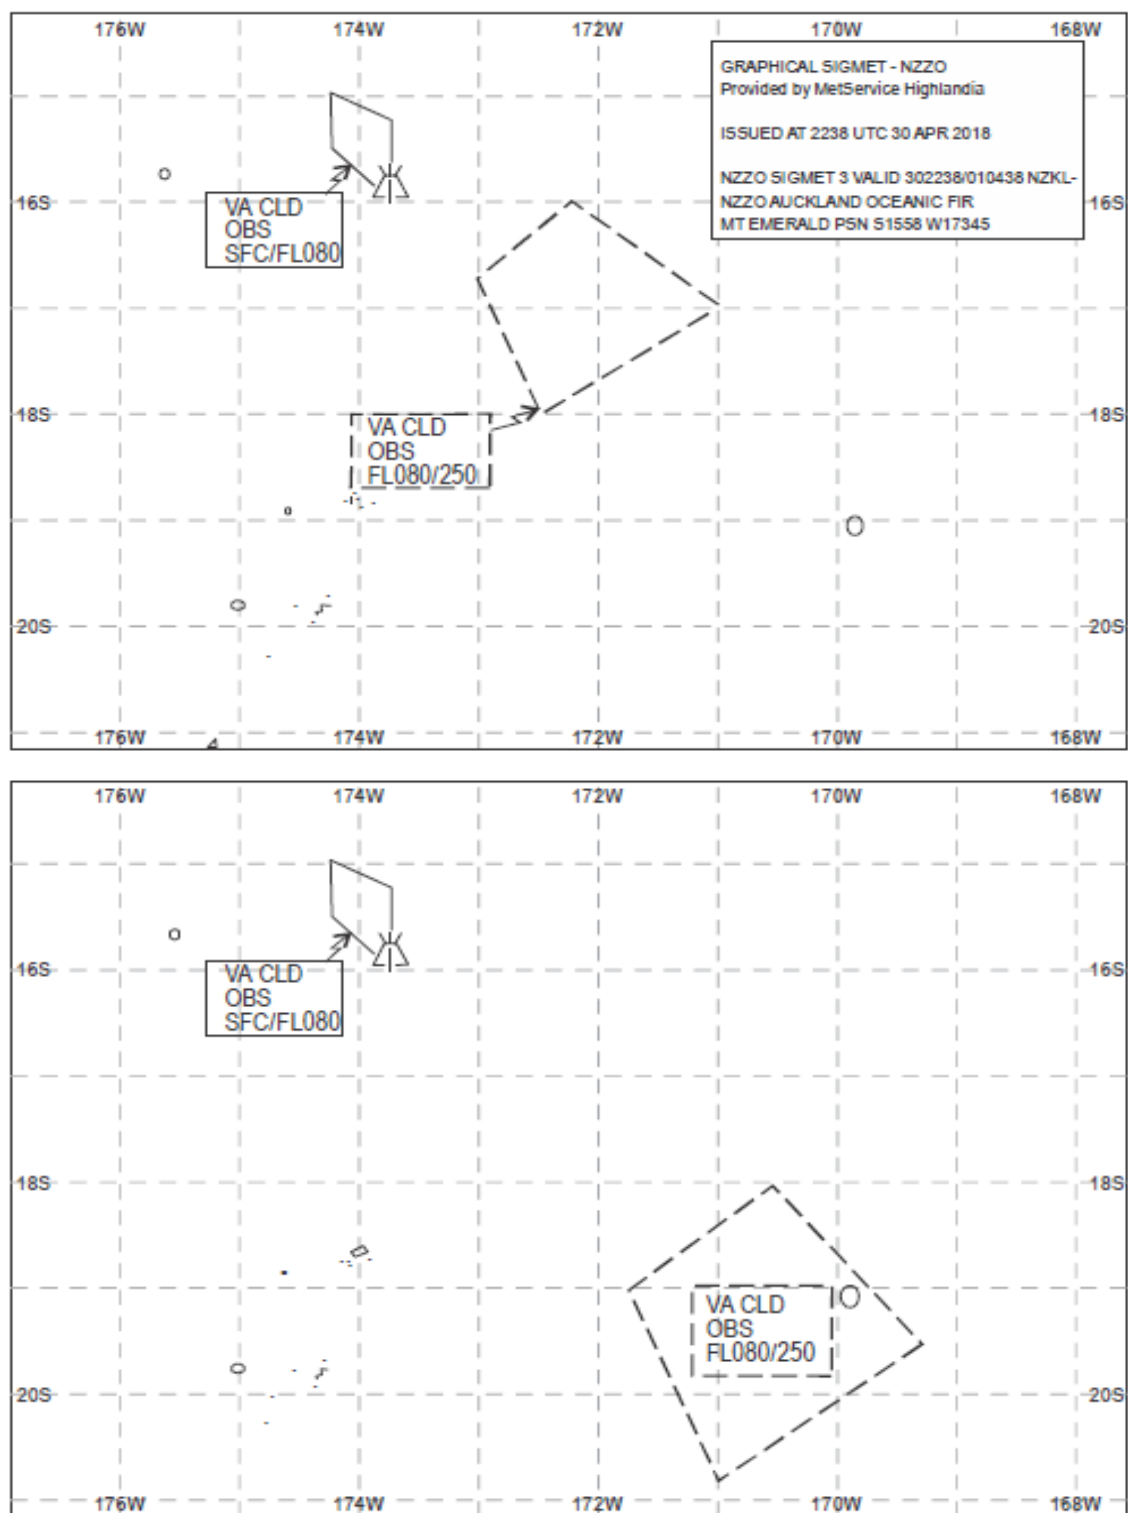 176W 174W 172W 170W 168W
GRAPHICAL SIGMET - NZZO
Provided by MetService Highlandia
ISSUED AT 2238 UTC 30 APR 2018
NZZO SIGMET 3 VALID 302238/010438 NZKL-
NZZO AUCKLAND OCEANIC FIR
MT EMERALD PSN S1558 W17345
16S 16S
VA CLD
OBS
SFC/FL080
18S 18S
VA CLD
OBS
FL080/250
20S 20S
176W 174W 172W 170W 168W
176W 174W 172W 170W 168W
16S 16S
VA CLD
OBS
SFC/FL080
18S 18S
VA CLD
OBS
FL080/250
20S 20S
176W 174W 172W 170W 168W